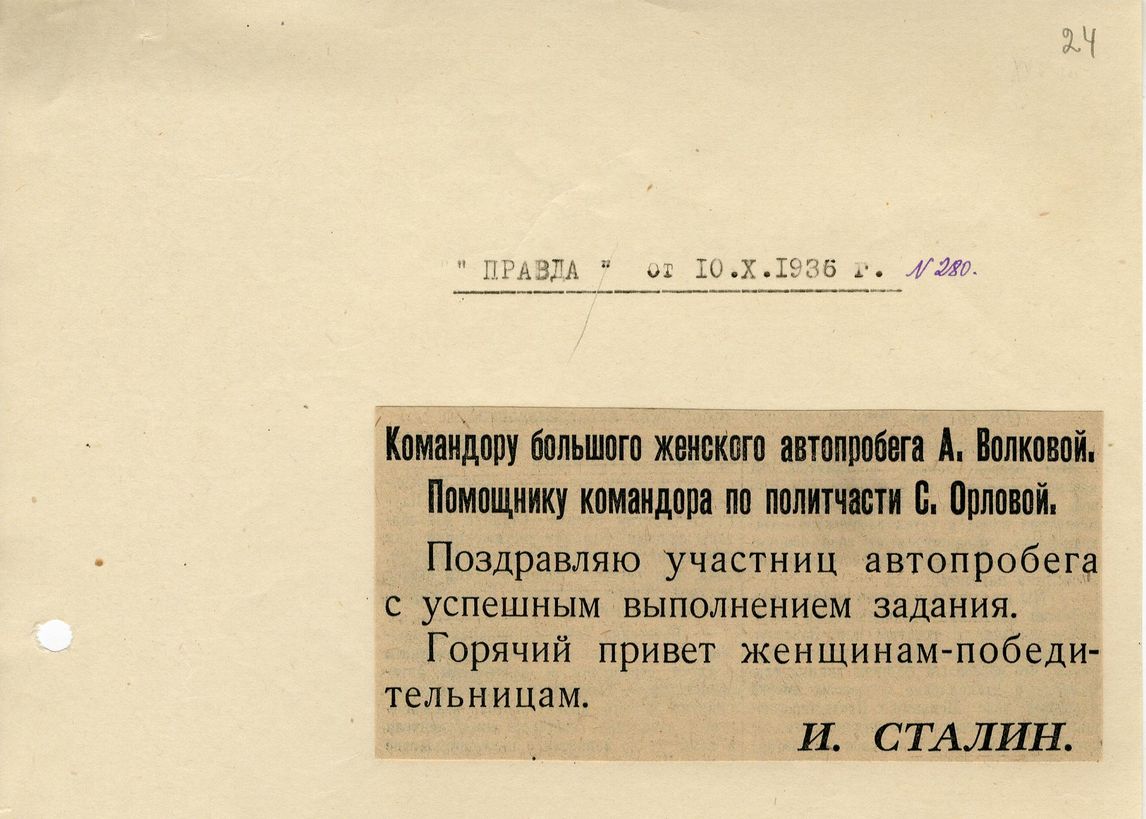 24
" ПРАВДА " от 10.X.1936 г. N 280.
Командору большого женского автопробега А. Волковой.
Помощнику командора по политчасти С. Орловой.
Поздравляю участниц автопробега
с успешным выполнением задания.
Горячий привет женщинам-победи-
тельницам.
И. СТАЛИН.